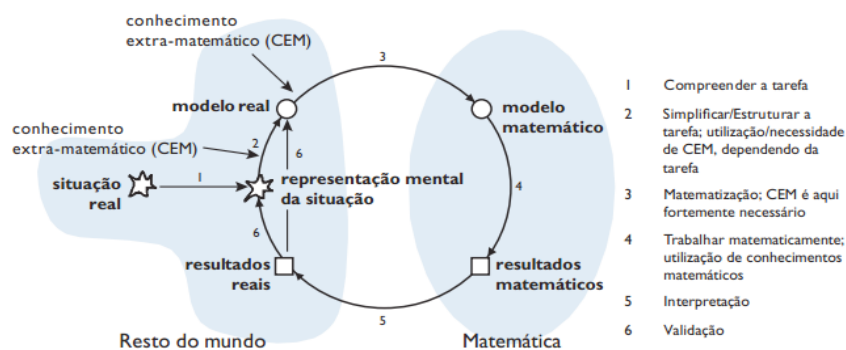 conhecimento
extra-matemático (CEM)
3
modelo real
modelo
matemático
conhecimento
extra-matemático (CEM)
2
6
situação
real
1
representação mental
da situação
4
6
resultados
reais
resultados
matemáticos
5
Resto do mundo
Matemática
1 Compreender a tarefa
2 Simplificar/Estruturar a
tarefa; utilização/necessidade
de CEM, dependendo da
tarefa
3 Matematização; CEM é aqui
fortemente necessário
4 Trabalhar matematicamente;
utilização de conhecimentos
matemáticos
5 Interpretação
6 Validação